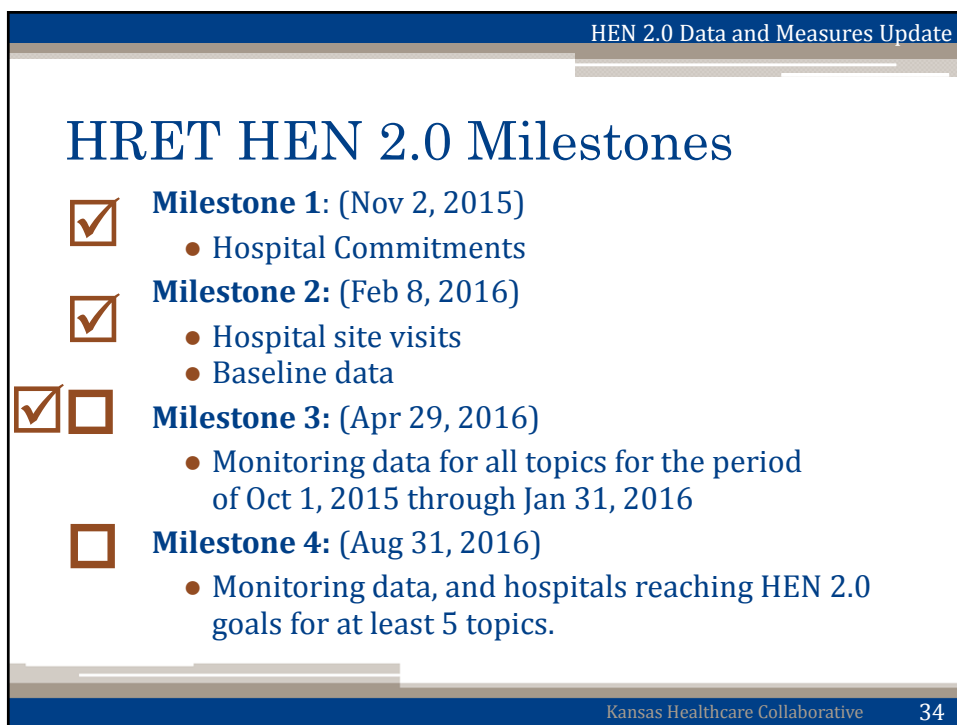 HEN 2.0 Data and Measures Update
HRET HEN 2.0 Milestones
Milestone 1: (Nov 2, 2015)
● Hospital Commitments
Milestone 2: (Feb 8, 2016)
● Hospital site visits
● Baseline data
Milestone 3: (Apr 29, 2016)
● Monitoring data for all topics for the period
of Oct 1, 2015 through Jan 31, 2016
Milestone 4: (Aug 31, 2016)
● Monitoring data, and hospitals reaching HEN 2.0
goals for at least 5 topics.
Kansas Healthcare Collaborative 34